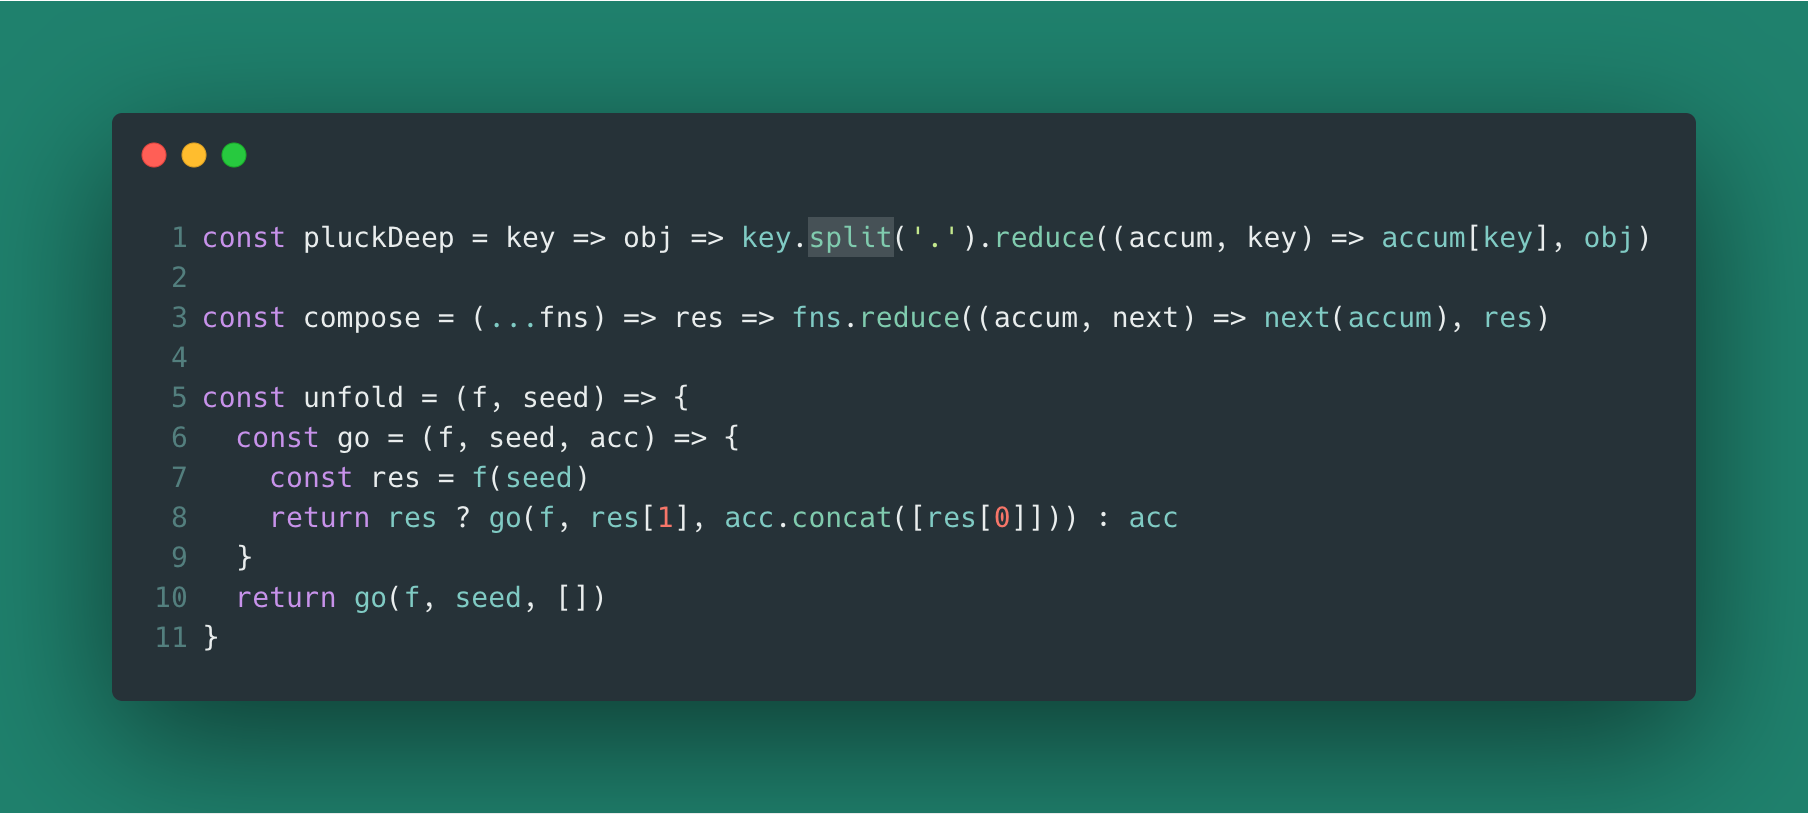 1 const pluckDeep = key => obj => key.split('.').reduce((accum, key) => accum[key], obj)
2
3 const compose = (...fns) => res => fns.reduce((accum, next) => next(accum), res)
4
5 const unfold = (f, seed) => {
6   const go = (f, seed, acc) => {
7     const res = f(seed)
8     return res ? go(f, res[1], acc.concat([res[0]])) : acc
9   }
10   return go(f, seed, [])
11 }